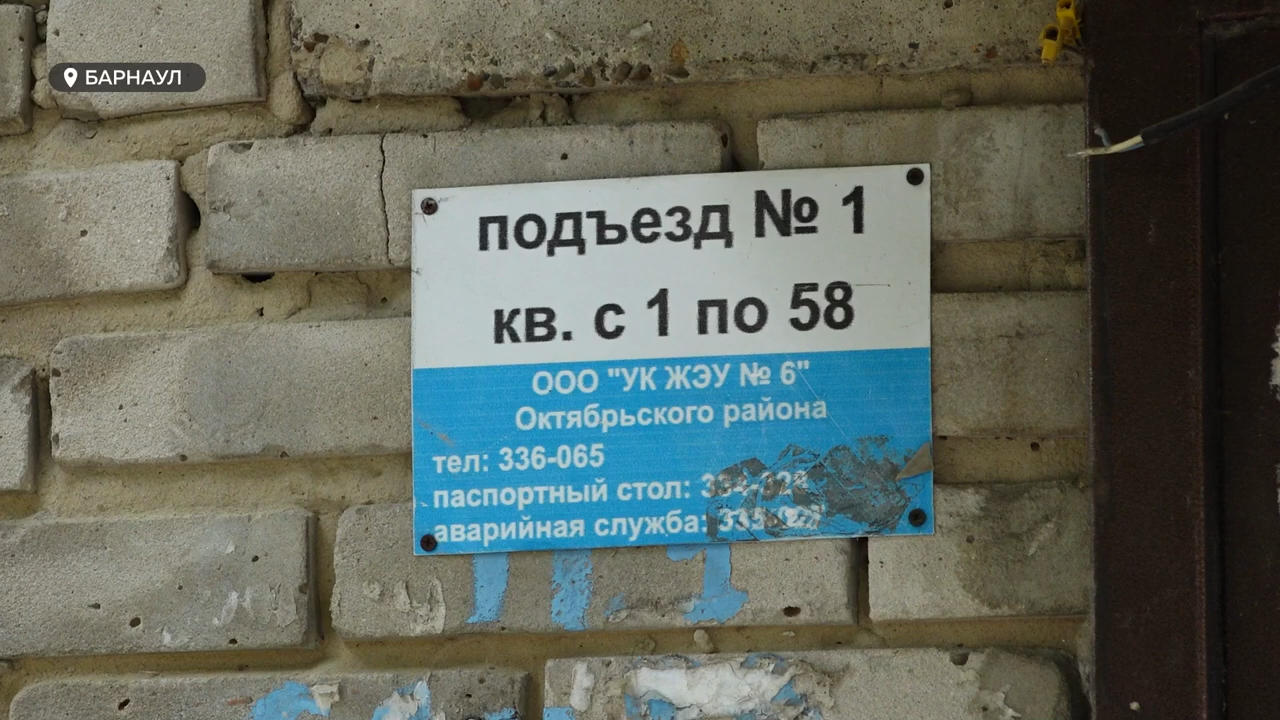 БАРНАУЛ
подъезд № 1
кв. с 1 по 58
ООО "УК ЖЭУ № 6"
Октябрьского района
тел: 336-065
паспортный стол:
аварийная служба: